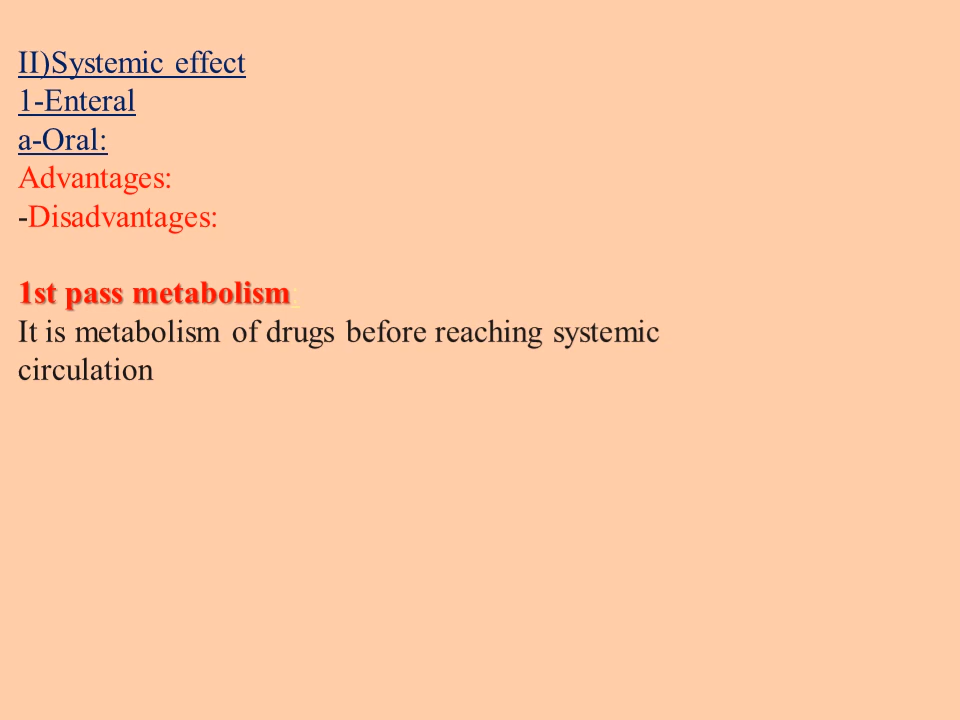 II)Systemic effect
1-Enteral
a-Oral:
Advantages:
-Disadvantages:
1st pass metabolism:
It is metabolism of drugs before reaching systemic
circulation